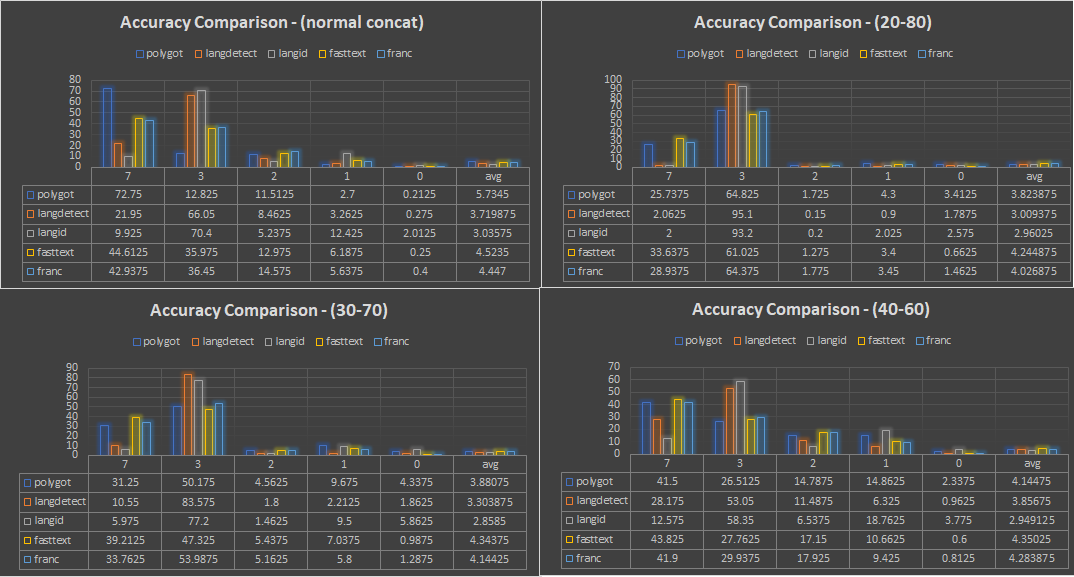 Accuracy Comparison - (normal concat)
polygot langdetect langid fasttext franc
80
70
60
50
40
30
20
10
0
7 3 2 1 0 avg
polygot 72.75 12.825 11.5125 2.7 0.2125 5.7345
langdetect 21.95 66.05 8.4625 3.2625 0.275 3.719875
langid 9.925 70.4 5.2375 12.425 2.0125 3.03575
fasttext 44.6125 35.975 12.975 6.1875 0.25 4.5235
franc 42.9375 36.45 14.575 5.6375 0.4 4.447
Accuracy Comparison - (20-80)
polygot langdetect langid fasttext franc
100
90
80
70
60
50
40
30
20
10
0
7 3 2 1 0 avg
polygot 25.7375 64.825 1.725 4.3 3.4125 3.823875
langdetect 2.0625 95.1 0.15 0.9 1.7875 3.009375
langid 2 93.2 0.2 2.025 2.575 2.96025
fasttext 33.6375 61.025 1.275 3.4 0.6625 4.244875
franc 28.9375 64.375 1.775 3.45 1.4625 4.026875
Accuracy Comparison - (30-70)
polygot langdetect langid fasttext franc
90
80
70
60
50
40
30
20
10
0
7 3 2 1 0 avg
polygot 31.25 50.175 4.5625 9.675 4.3375 3.88075
langdetect 10.55 83.575 1.8 2.2125 1.8625 3.303875
langid 5.975 77.2 1.4625 9.5 5.8625 2.8585
fasttext 39.2125 47.325 5.4375 7.0375 0.9875 4.34375
franc 33.7625 53.9875 5.1625 5.8 1.2875 4.14425
Accuracy Comparison - (40-60)
polygot langdetect langid fasttext franc
70
60
50
40
30
20
10
0
7 3 2 1 0 avg
polygot 41.5 26.5125 14.7875 14.8625 2.3375 4.14475
langdetect 28.175 53.05 11.4875 6.325 0.9625 3.85675
langid 12.575 58.35 6.5375 18.7625 3.775 2.949125
fasttext 43.825 27.7625 17.15 10.6625 0.6 4.35025
franc 41.9 29.9375 17.925 9.425 0.8125 4.283875